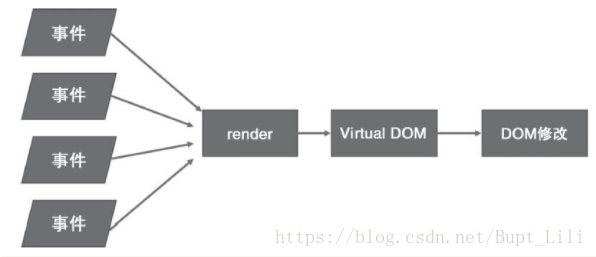 事件
事件
事件
事件
render
Virtual DOM
DOM修改
https://blog.csdn.net/Bupt_Lili